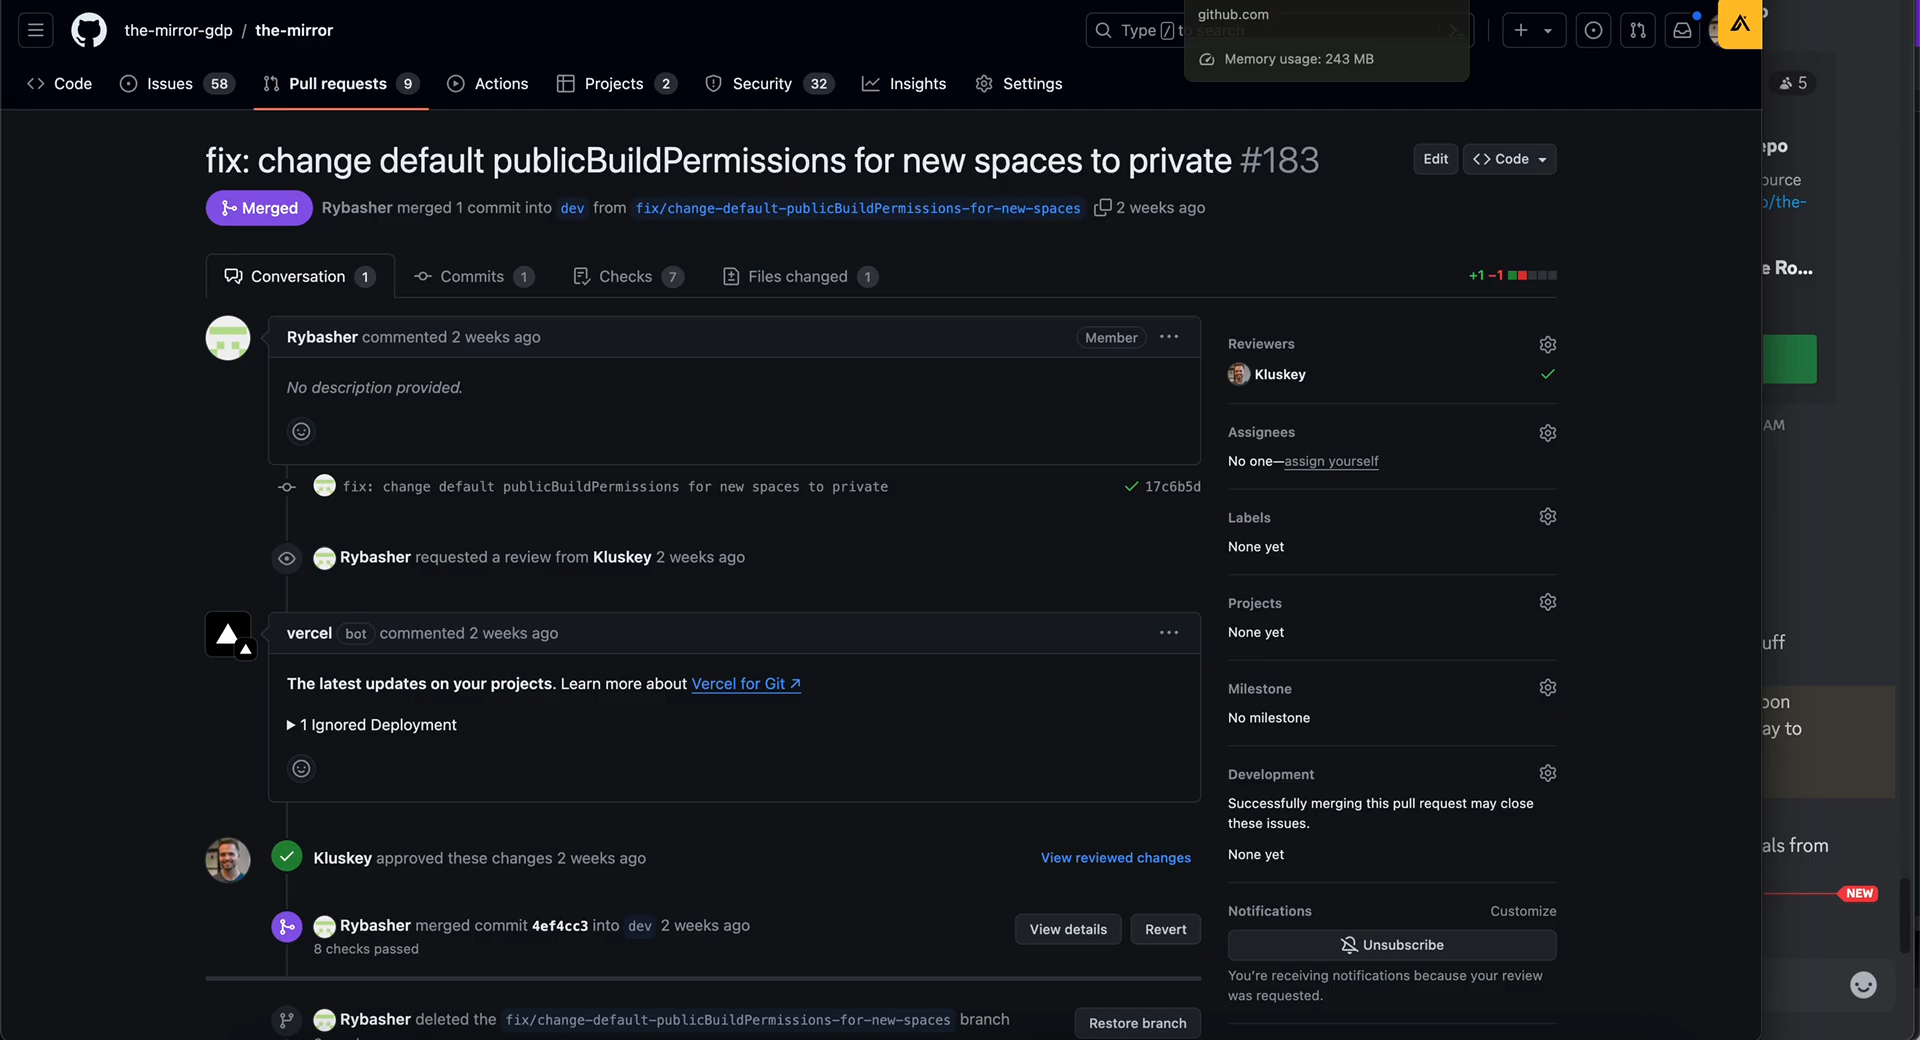 the-mirror-gdp / the-mirror
Type / to search
github.com
Memory usage: 243 MB
Code
Issues 58
Pull requests 9
Actions
Projects 2
Security 32
Insights
Settings
fix: change default publicBuildPermissions for new spaces to private #183
Edit
Code
Merged
Rybasher merged 1 commit into dev from fix/change-default-publicBuildPermissions-for-new-spaces 2 weeks ago
Conversation 1
Commits 1
Checks 7
Files changed 1
+1 −1
Rybasher commented 2 weeks ago
Member
No description provided.
fix: change default publicBuildPermissions for new spaces to private
17c6b5d
Rybasher requested a review from Kluskey 2 weeks ago
vercel bot commented 2 weeks ago
The latest updates on your projects. Learn more about Vercel for Git ↗
1 Ignored Deployment
Kluskey approved these changes 2 weeks ago
View reviewed changes
Rybasher merged commit 4ef4cc3 into dev 2 weeks ago
8 checks passed
View details
Revert
Rybasher deleted the fix/change-default-publicBuildPermissions-for-new-spaces branch
Restore branch
Reviewers
Kluskey
Assignees
No one—assign yourself
Labels
None yet
Projects
None yet
Milestone
No milestone
Development
Successfully merging this pull request may close
these issues.
None yet
Notifications
Customize
Unsubscribe
You're receiving notifications because your review
was requested.
5
epo
ource
o/the-
e Ro...
AM
uff
oon
ay to
als from
NEW